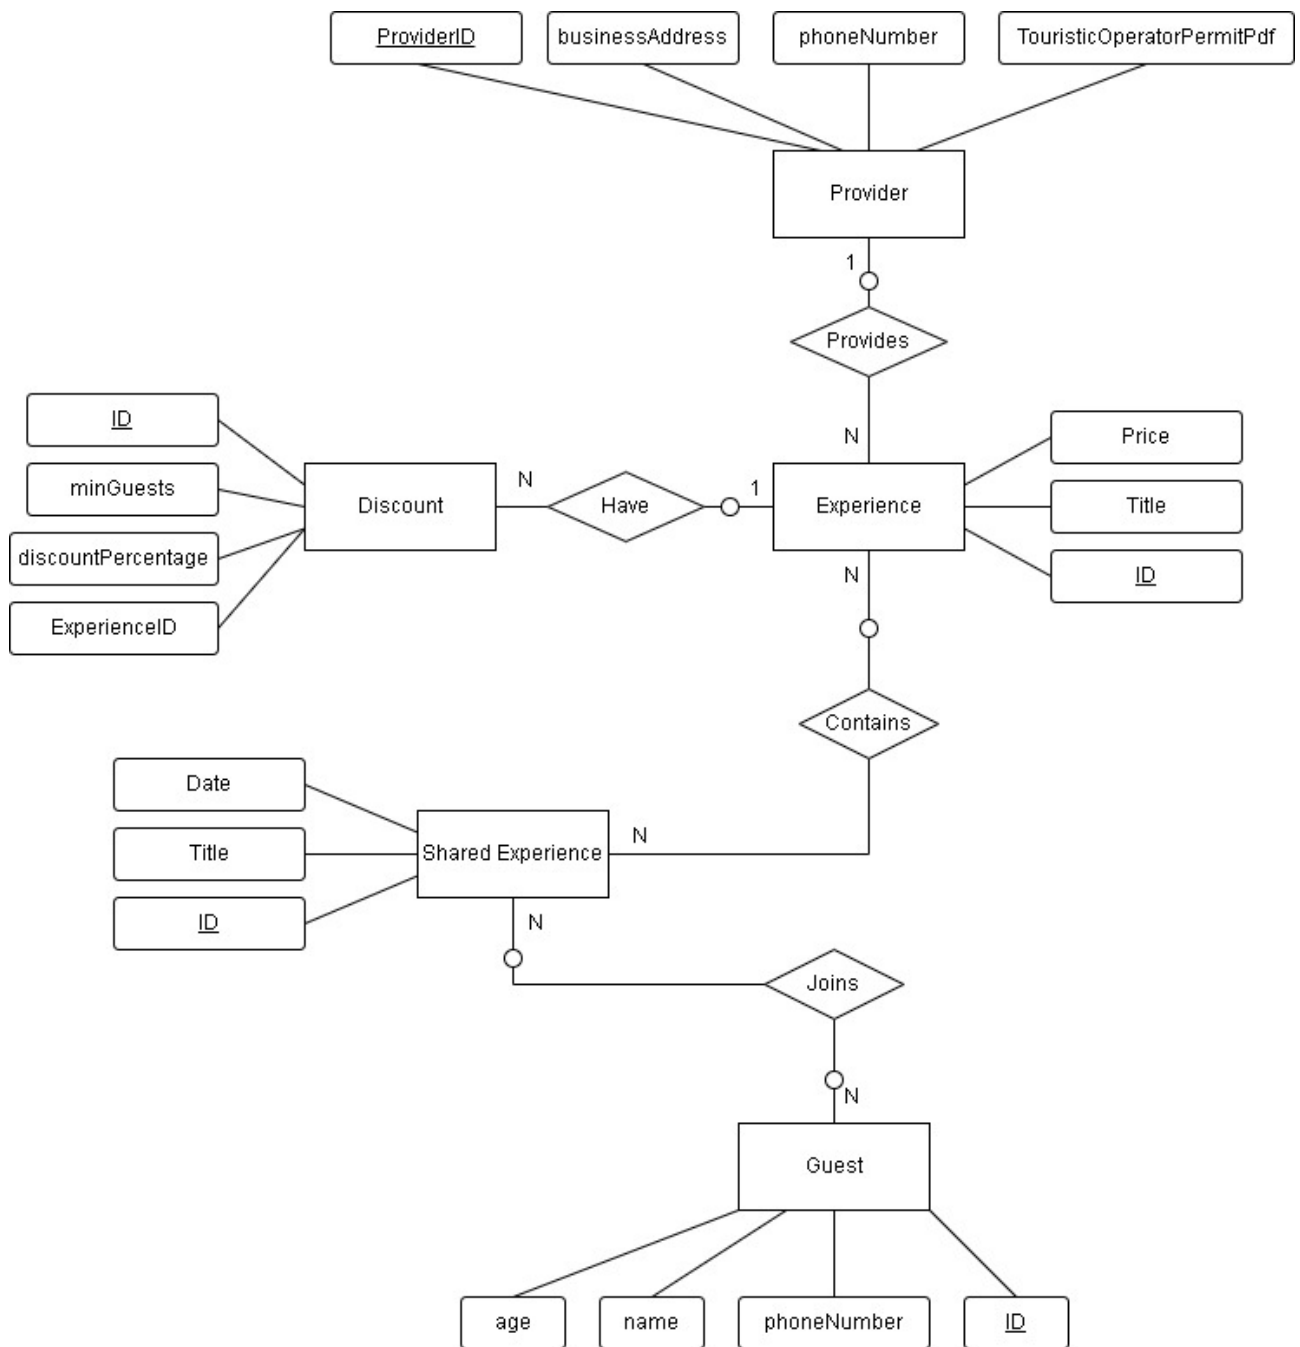 ProviderID
businessAddress
phoneNumber
TouristicOperatorPermitPdf
Provider
1
Provides
N
ID
minGuests
discountPercentage
ExperienceID
Discount
N
Have
1
Experience
Price
Title
ID
N
Contains
Date
Title
ID
Shared Experience
N
N
Joins
N
Guest
age
name
phoneNumber
ID